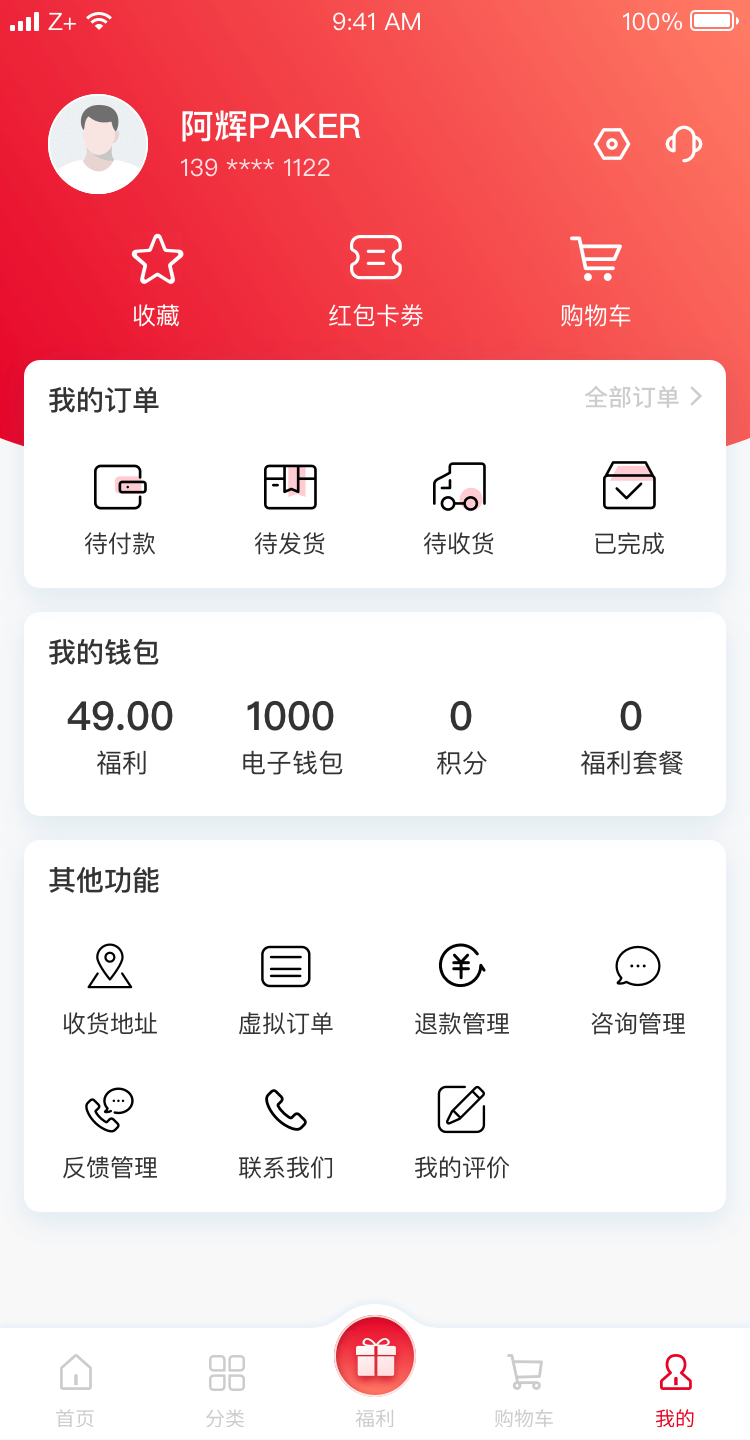 Z+ 9:41 AM 100%
阿辉PAKER
139 **** 1122
收藏 红包卡劵 购物车
我的订单 全部订单
待付款 待发货 待收货 已完成
我的钱包
49.00 1000 0 0
福利 电子钱包 积分 福利套餐
其他功能
收货地址 虚拟订单 退款管理 咨询管理
反馈管理 联系我们 我的评价
首页 分类 福利 购物车 我的